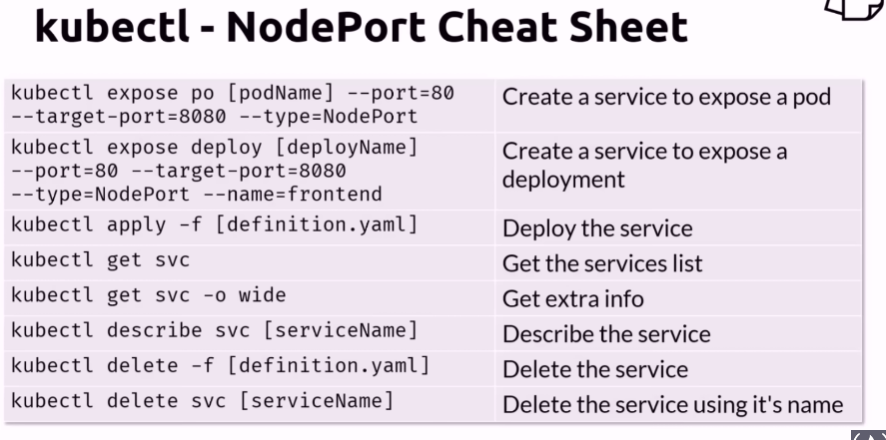 kubectl - NodePort Cheat Sheet
kubectl expose po [podName] --port=80
--target-port=8080 --type=NodePort
Create a service to expose a pod
kubectl expose deploy [deployName]
--port=80 --target-port=8080
--type=NodePort --name=frontend
Create a service to expose a
deployment
kubectl apply -f [definition.yaml]
Deploy the service
kubectl get svc
Get the services list
kubectl get svc -o wide
Get extra info
kubectl describe svc [serviceName]
Describe the service
kubectl delete -f [definition.yaml]
Delete the service
kubectl delete svc [serviceName]
Delete the service using it's name